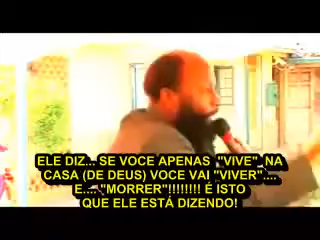 ELE DIZ... SE VOCE APENAS "VIVE" NA
CASA (DE DEUS) VOCE VAI "VIVER"....
E.... "MORRER"!!!!!!!! É ISTO
QUE ELE ESTÁ DIZENDO!